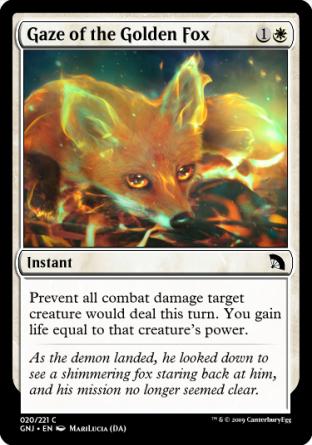 Gaze of the Golden Fox 1
Instant
Prevent all combat damage target
creature would deal this turn. You gain
life equal to that creature's power.
As the demon landed, he looked down to
see a shimmering fox staring back at him,
and his mission no longer seemed clear.
020/221 C
GNJ • EN MariLucia (DA)
™ & © 2019 CanterburyEgg